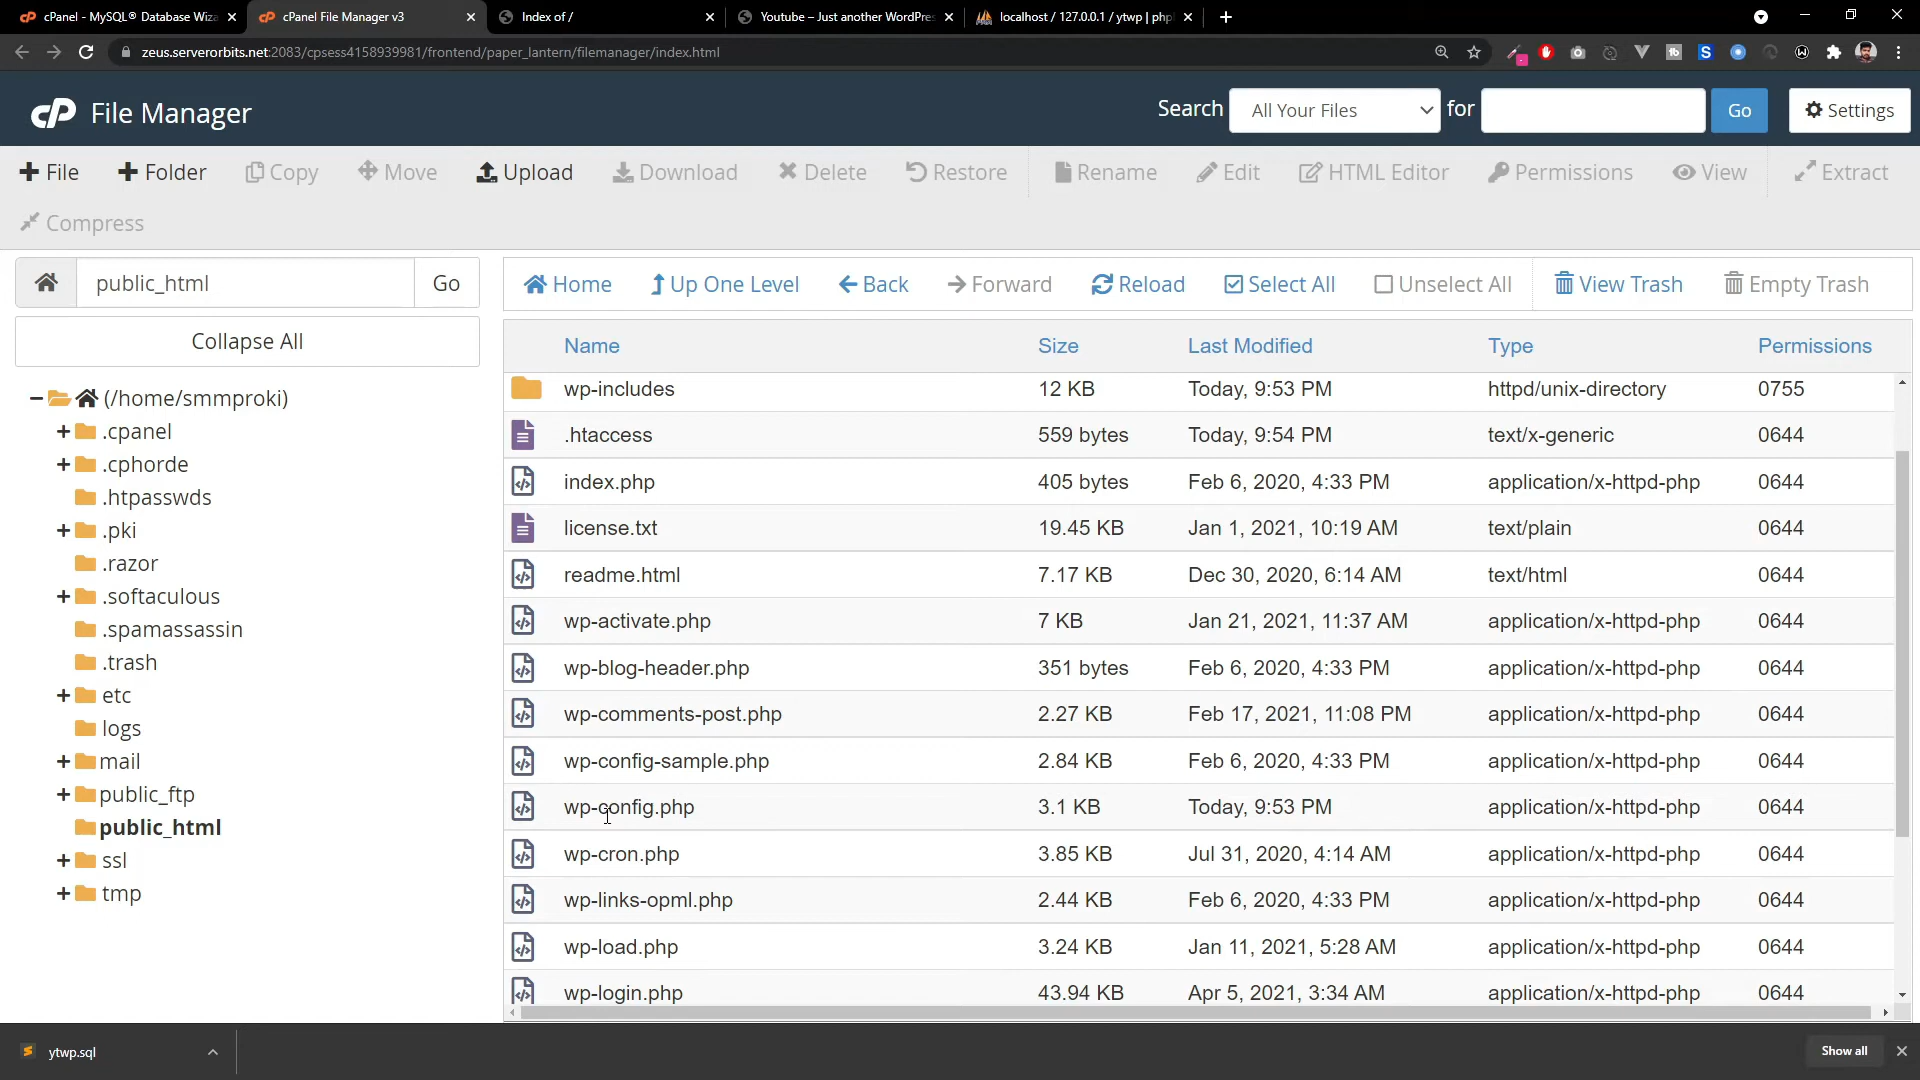 cPanel - MySQL® Database Wiza
cPanel File Manager v3
Index of /
Youtube – Just another WordPre
localhost / 127.0.0.1 / ytwp | php
zeus.serverorbits.net:2083/cpsess4158939981/frontend/paper_lantern/filemanager/index.html
cP File Manager
Search All Your Files for Go Settings
File Folder Copy Move Upload Download Delete Restore Rename Edit HTML Editor Permissions View Extract
Compress
public_html Go
Home Up One Level Back Forward Reload Select All Unselect All View Trash Empty Trash
Collapse All
(/home/smmproki)
.cpanel
.cphorde
.htpasswds
.pki
.razor
.softaculous
.spamassassin
.trash
etc
logs
mail
public_ftp
public_html
ssl
tmp
Name Size Last Modified Type Permissions
wp-includes 12 KB Today, 9:53 PM httpd/unix-directory 0755
.htaccess 559 bytes Today, 9:54 PM text/x-generic 0644
index.php 405 bytes Feb 6, 2020, 4:33 PM application/x-httpd-php 0644
license.txt 19.45 KB Jan 1, 2021, 10:19 AM text/plain 0644
readme.html 7.17 KB Dec 30, 2020, 6:14 AM text/html 0644
wp-activate.php 7 KB Jan 21, 2021, 11:37 AM application/x-httpd-php 0644
wp-blog-header.php 351 bytes Feb 6, 2020, 4:33 PM application/x-httpd-php 0644
wp-comments-post.php 2.27 KB Feb 17, 2021, 11:08 PM application/x-httpd-php 0644
wp-config-sample.php 2.84 KB Feb 6, 2020, 4:33 PM application/x-httpd-php 0644
wp-config.php 3.1 KB Today, 9:53 PM application/x-httpd-php 0644
wp-cron.php 3.85 KB Jul 31, 2020, 4:14 AM application/x-httpd-php 0644
wp-links-opml.php 2.44 KB Feb 6, 2020, 4:33 PM application/x-httpd-php 0644
wp-load.php 3.24 KB Jan 11, 2021, 5:28 AM application/x-httpd-php 0644
wp-login.php 43.94 KB Apr 5, 2021, 3:34 AM application/x-httpd-php 0644
ytwp.sql
Show all